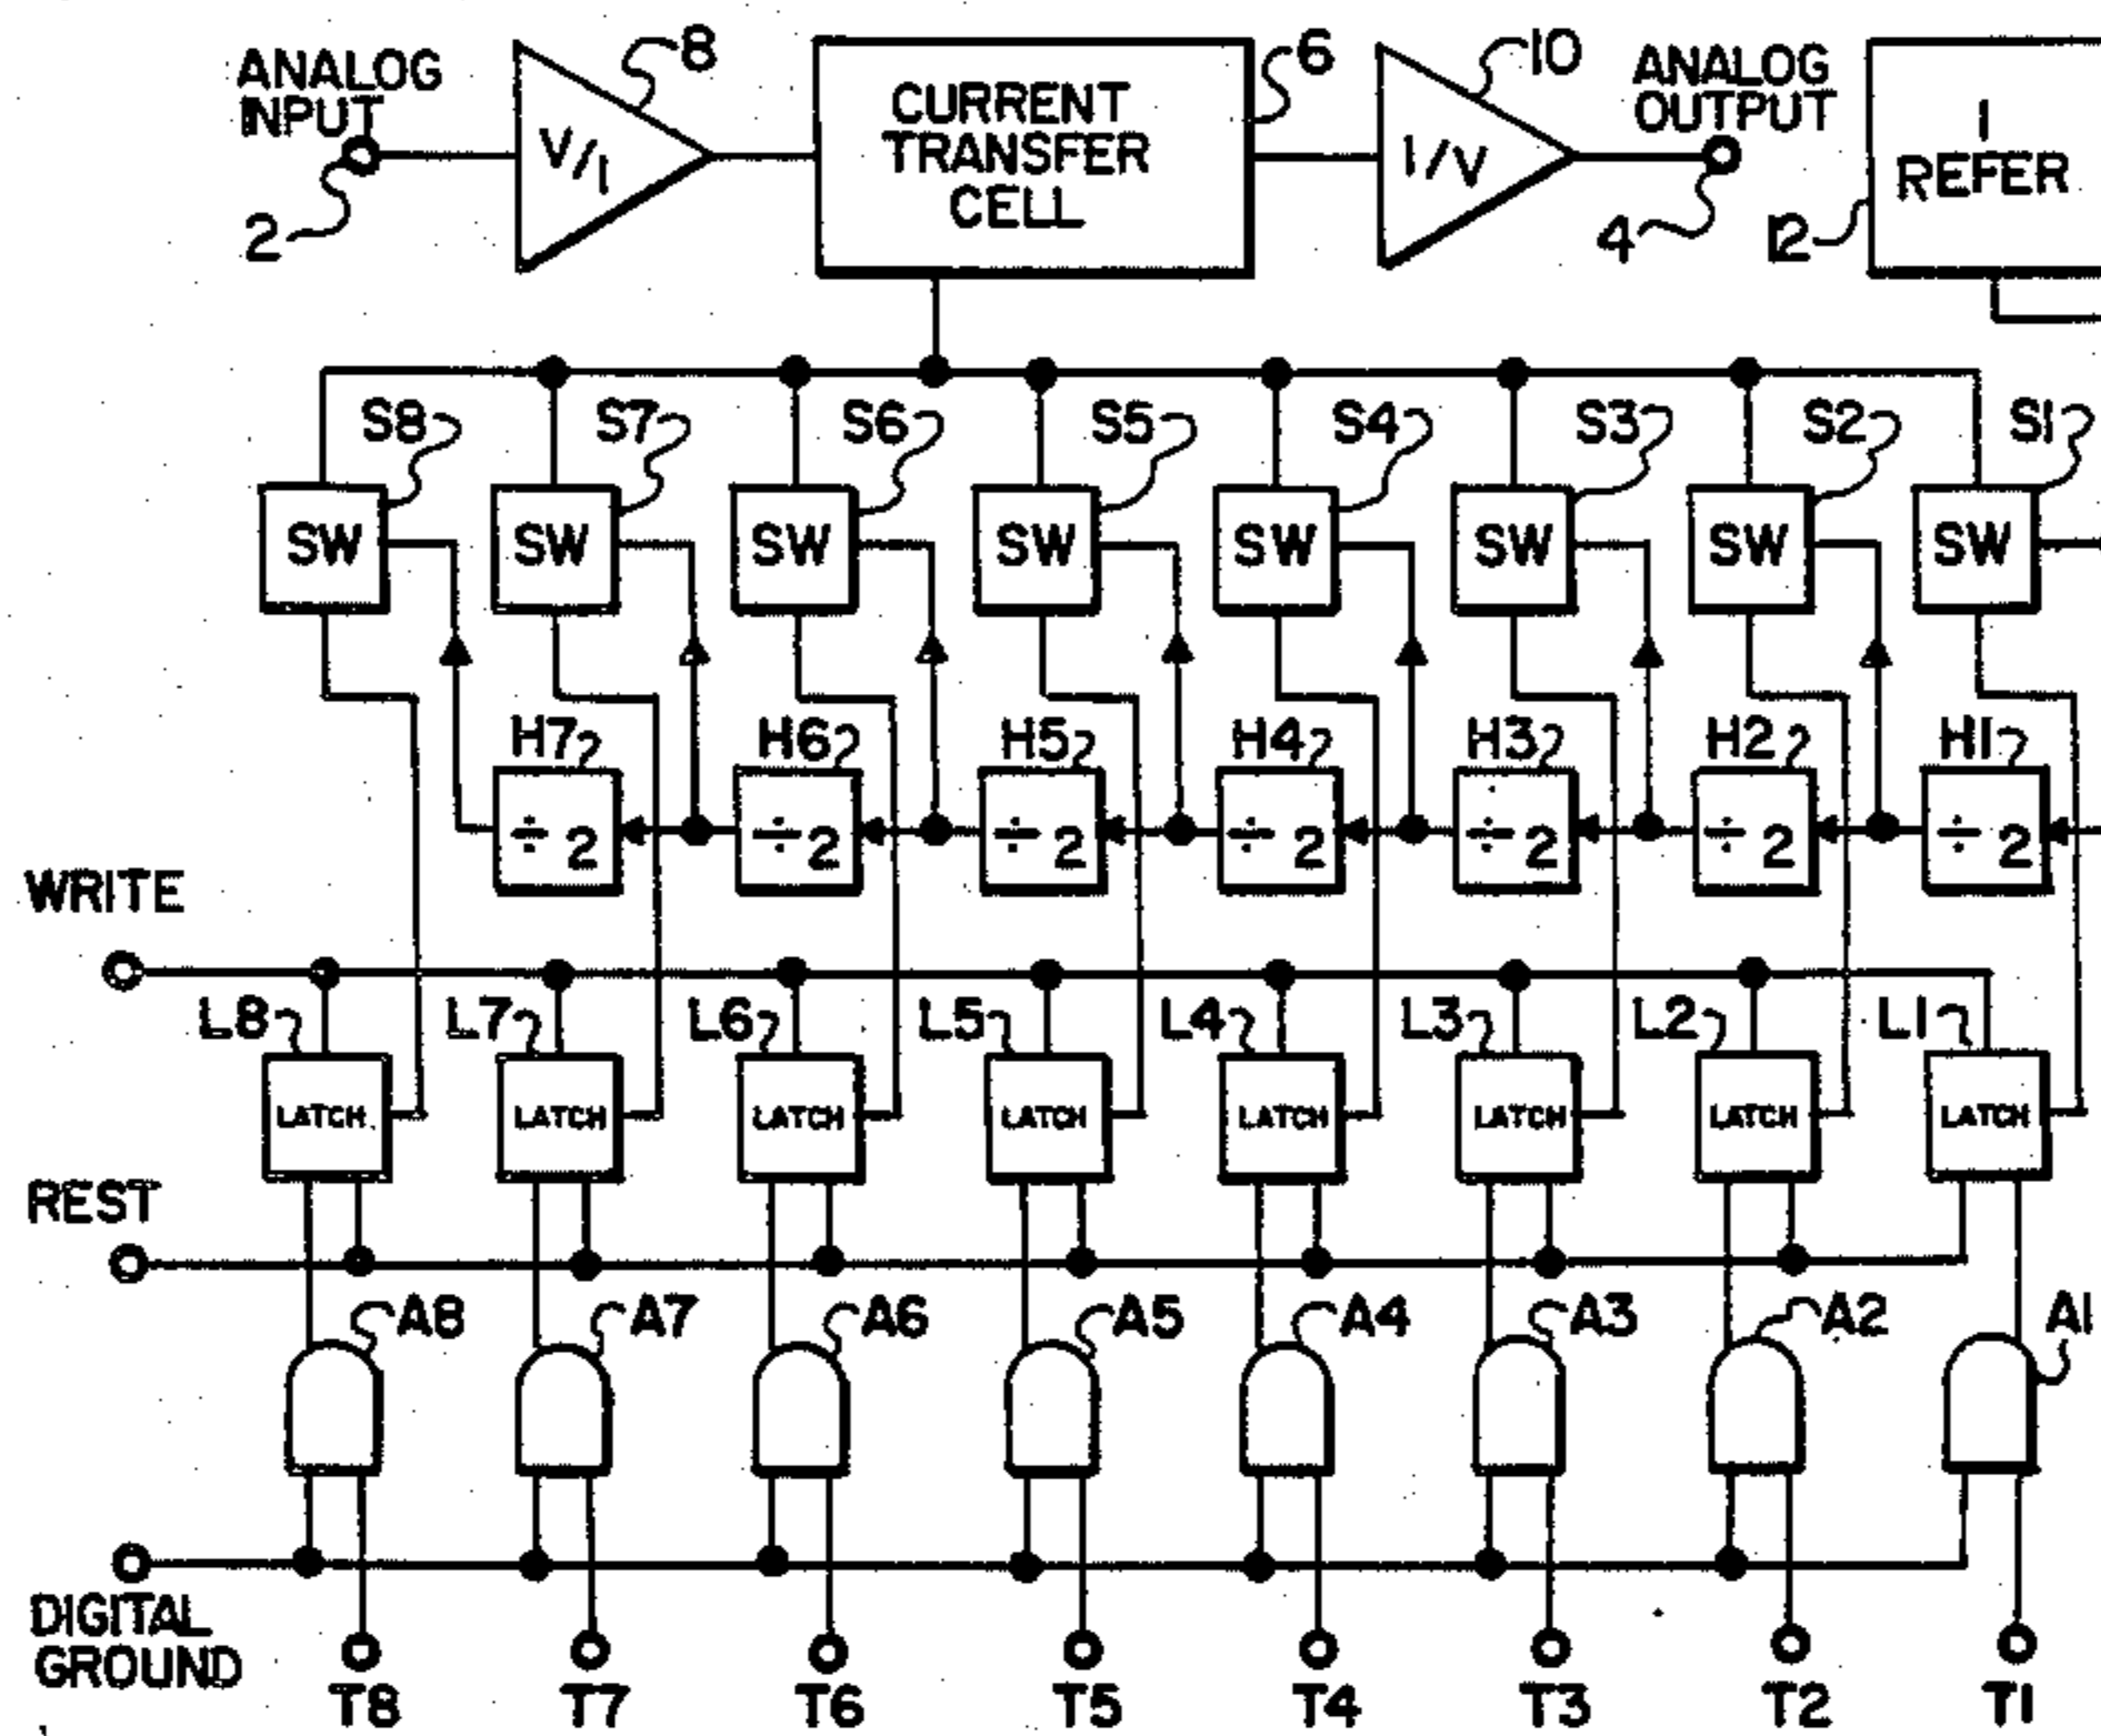 ANALOG
INPUT
2
8
V/I
CURRENT
TRANSFER
CELL
6
10
I/V
ANALOG
OUTPUT
4
12
I
REFER
S8 S7 S6 S5 S4 S3 S2 S1
SW SW SW SW SW SW SW SW
H7 H6 H5 H4 H3 H2 H1
÷2 ÷2 ÷2 ÷2 ÷2 ÷2 ÷2
WRITE
L8 L7 L6 L5 L4 L3 L2 L1
LATCH LATCH LATCH LATCH LATCH LATCH LATCH LATCH
REST
A8 A7 A6 A5 A4 A3 A2 A1
DIGITAL
GROUND
T8 T7 T6 T5 T4 T3 T2 T1